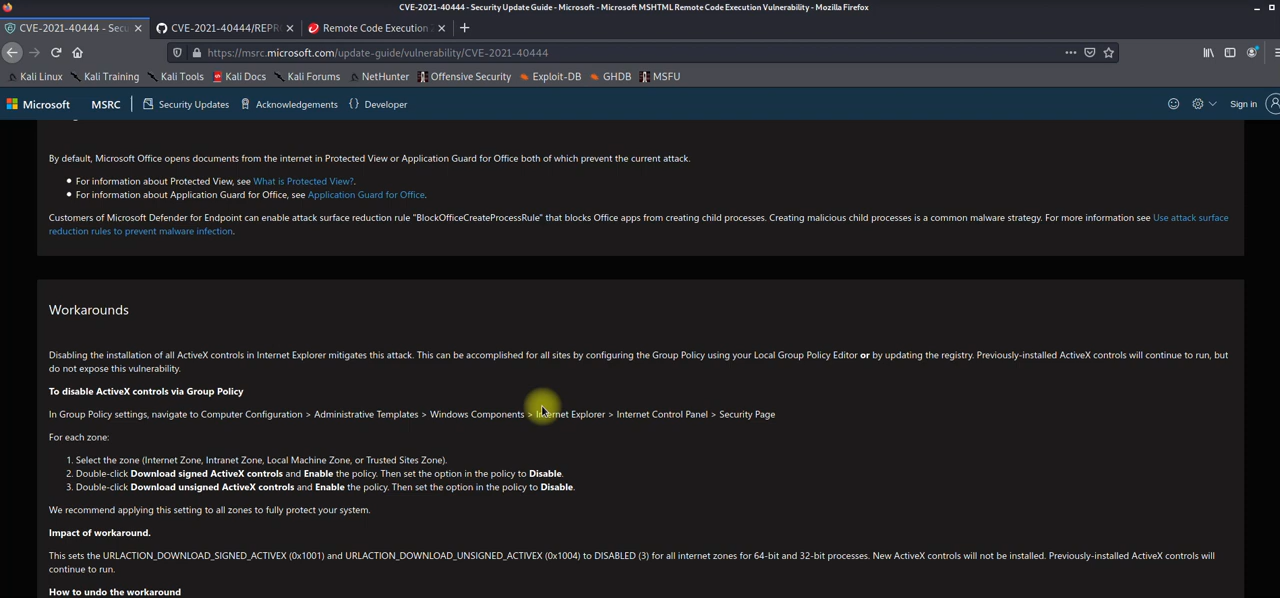 CVE-2021-40444 - Security Update Guide - Microsoft - Microsoft MSHTML Remote Code Execution Vulnerability - Mozilla Firefox
CVE-2021-40444 - Secu
CVE-2021-40444/REPR
Remote Code Execution
https://msrc.microsoft.com/update-guide/vulnerability/CVE-2021-40444
Kali Linux Kali Training Kali Tools Kali Docs Kali Forums NetHunter Offensive Security Exploit-DB GHDB MSFU
Microsoft MSRC Security Updates Acknowledgements {} Developer Sign in
By default, Microsoft Office opens documents from the internet in Protected View or Application Guard for Office both of which prevent the current attack.
• For information about Protected View, see What is Protected View?.
• For information about Application Guard for Office, see Application Guard for Office.
Customers of Microsoft Defender for Endpoint can enable attack surface reduction rule "BlockOfficeCreateProcessRule" that blocks Office apps from creating child processes. Creating malicious child processes is a common malware strategy. For more information see Use attack surface
reduction rules to prevent malware infection.
Workarounds
Disabling the installation of all ActiveX controls in Internet Explorer mitigates this attack. This can be accomplished for all sites by configuring the Group Policy using your Local Group Policy Editor or by updating the registry. Previously-installed ActiveX controls will continue to run, but
do not expose this vulnerability.
To disable ActiveX controls via Group Policy
In Group Policy settings, navigate to Computer Configuration > Administrative Templates > Windows Components > Internet Explorer > Internet Control Panel > Security Page
For each zone:
1. Select the zone (Internet Zone, Intranet Zone, Local Machine Zone, or Trusted Sites Zone).
2. Double-click Download signed ActiveX controls and Enable the policy. Then set the option in the policy to Disable.
3. Double-click Download unsigned ActiveX controls and Enable the policy. Then set the option in the policy to Disable.
We recommend applying this setting to all zones to fully protect your system.
Impact of workaround.
This sets the URLACTION_DOWNLOAD_SIGNED_ACTIVEX (0x1001) and URLACTION_DOWNLOAD_UNSIGNED_ACTIVEX (0x1004) to DISABLED (3) for all internet zones for 64-bit and 32-bit processes. New ActiveX controls will not be installed. Previously-installed ActiveX controls will
continue to run.
How to undo the workaround